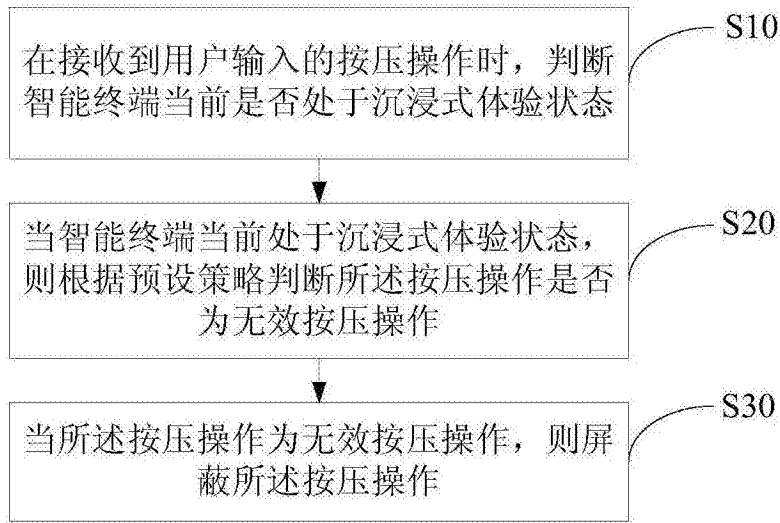 在接收到用户输入的按压操作时，判断
智能终端当前是否处于沉浸式体验状态
S10
当智能终端当前处于沉浸式体验状态，
则根据预设策略判断所述按压操作是否
为无效按压操作
S20
当所述按压操作为无效按压操作，则屏
蔽所述按压操作
S30